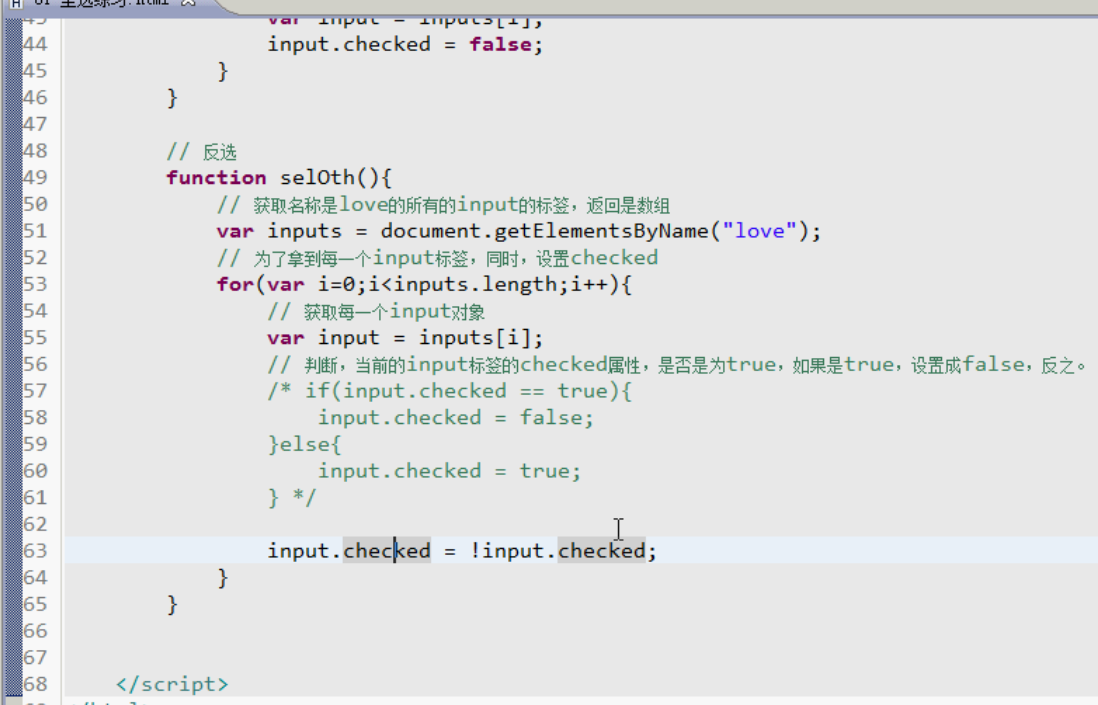 01 全选练习.html
43 var input = inputs[i];
44 input.checked = false;
45 }
46 }
47
48 // 反选
49 function selOth(){
50 // 获取名称是love的所有的input的标签，返回是数组
51 var inputs = document.getElementsByName("love");
52 // 为了拿到每一个input标签，同时，设置checked
53 for(var i=0;i<inputs.length;i++){
54 // 获取每一个input对象
55 var input = inputs[i];
56 // 判断，当前的input标签的checked属性，是否是为true，如果是true，设置成false，反之。
57 /* if(input.checked == true){
58 input.checked = false;
59 }else{
60 input.checked = true;
61 } */
62
63 input.checked = !input.checked;
64 }
65 }
66
67
68 </script>